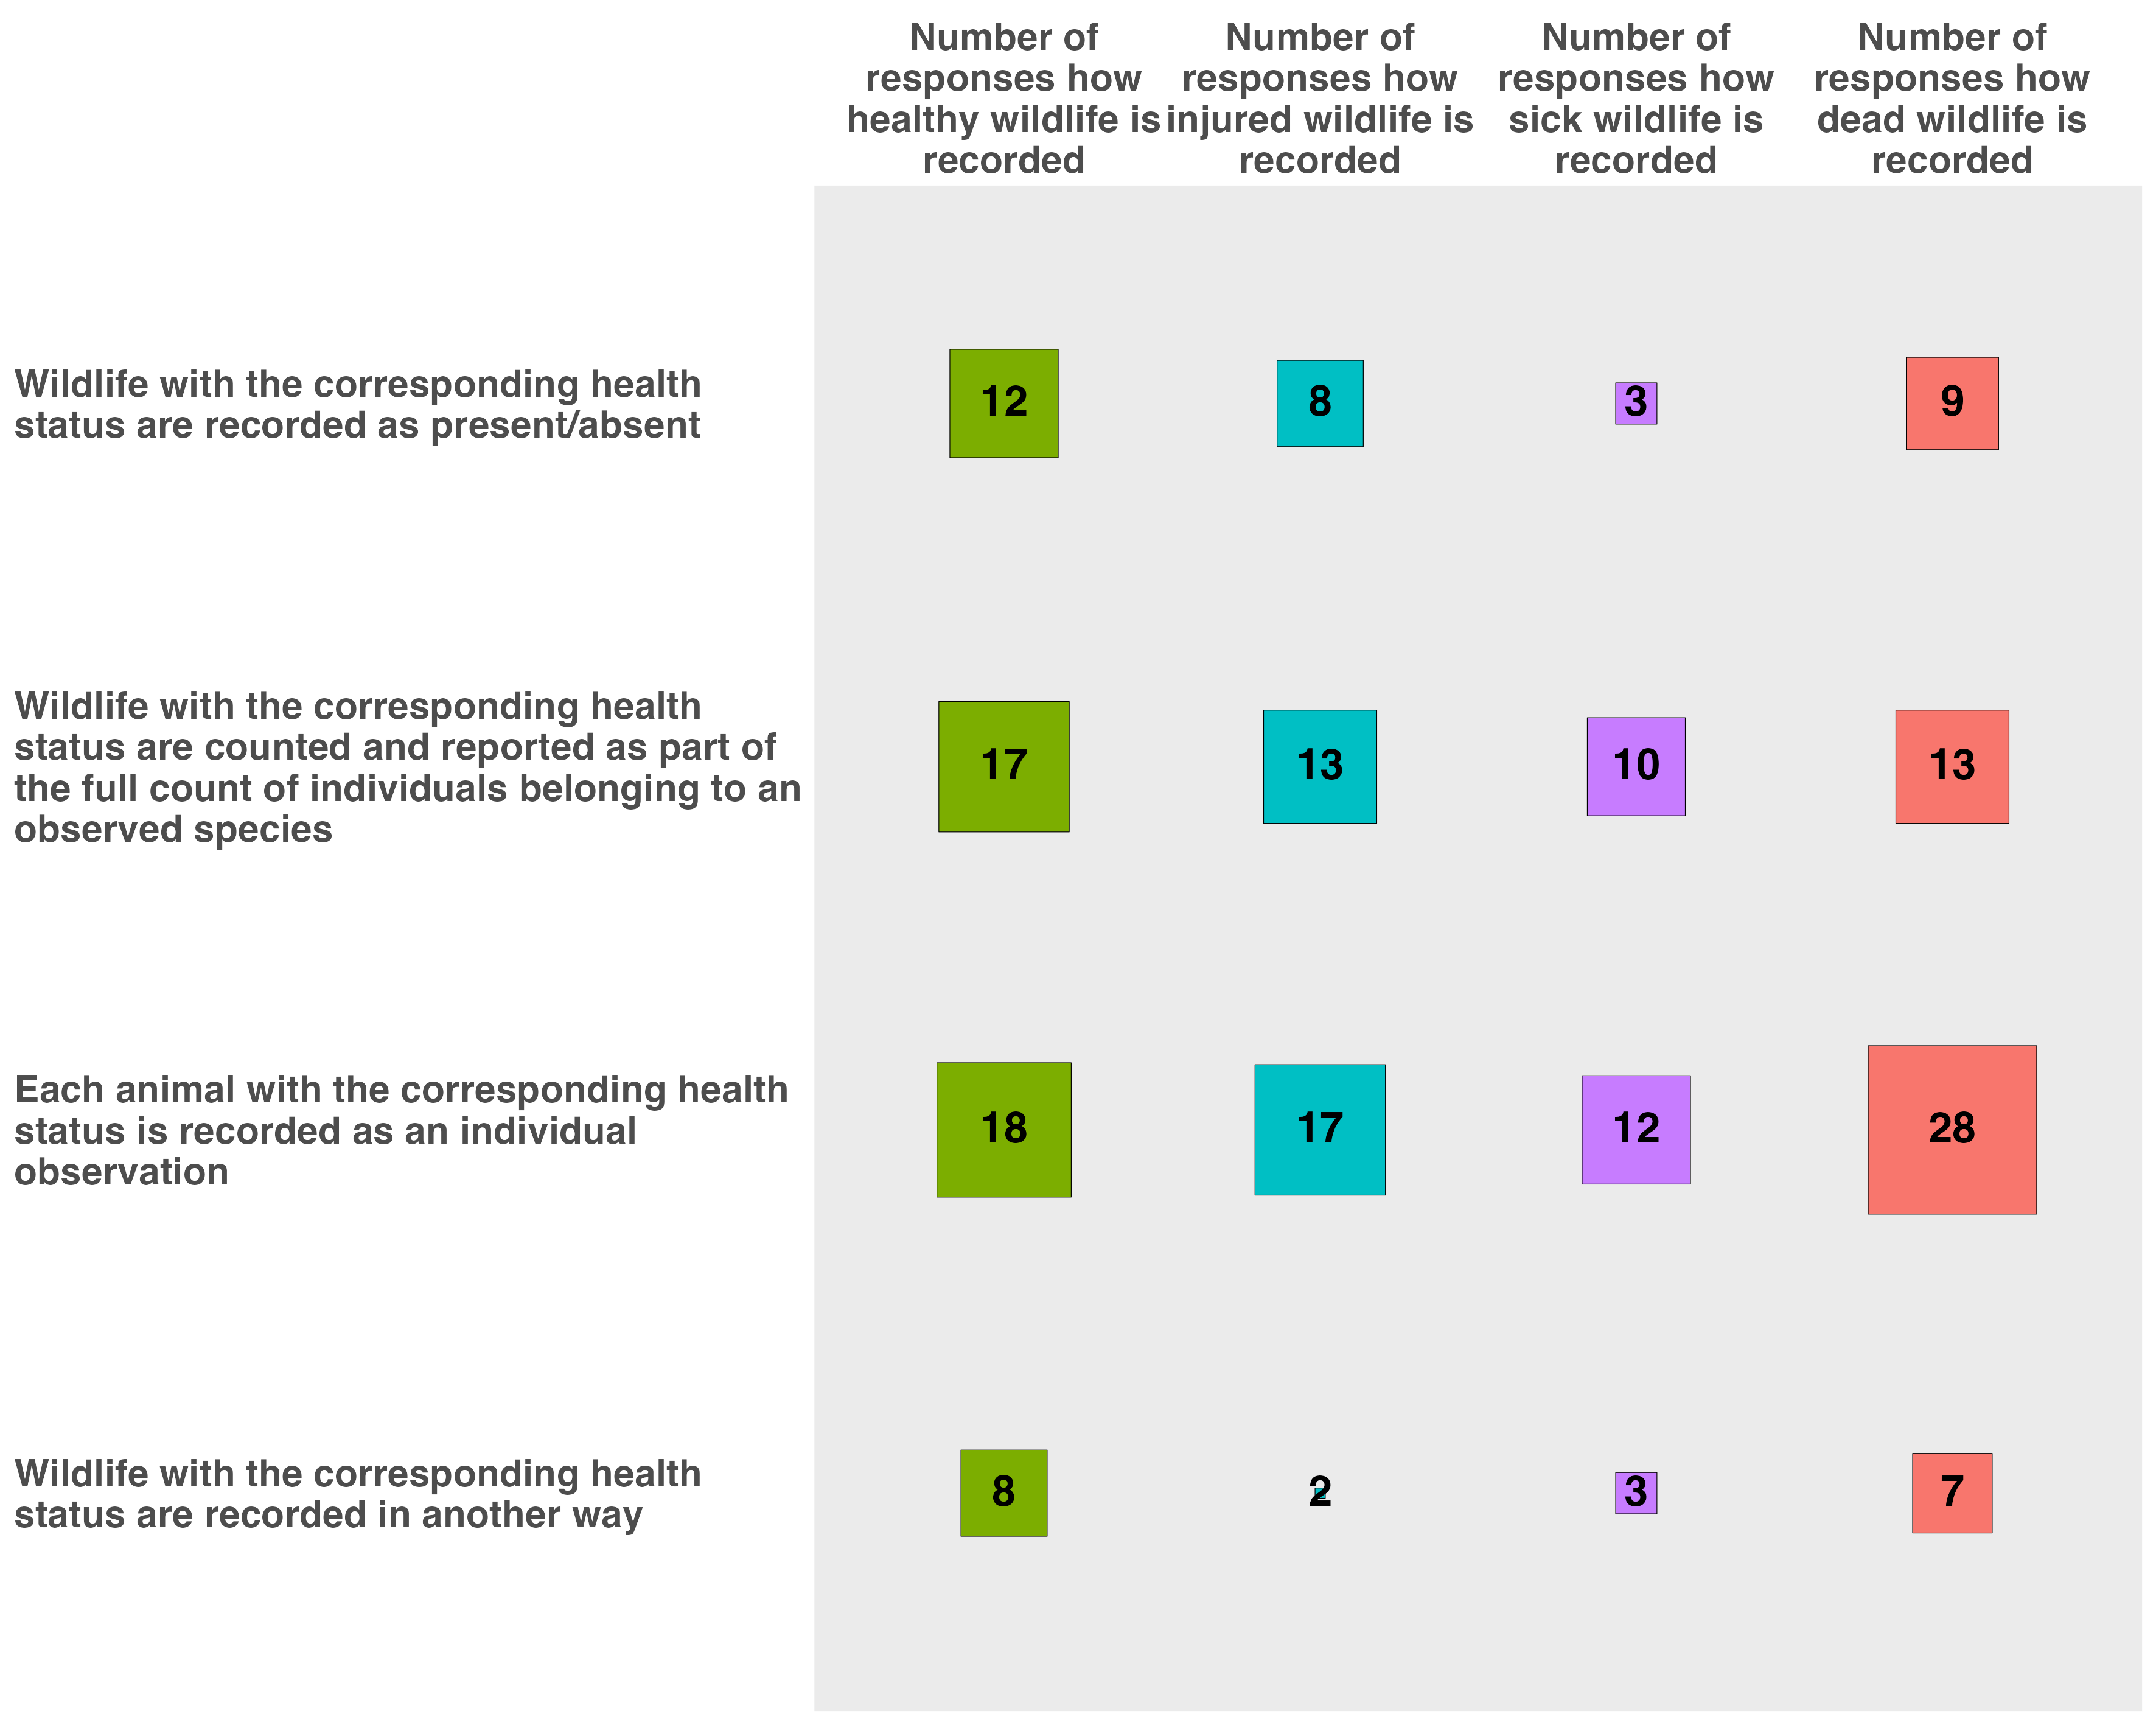 Number of
responses how
healthy wildlife is
recorded
Number of
responses how
injured wildlife is
recorded
Number of
responses how
sick wildlife is
recorded
Number of
responses how
dead wildlife is
recorded
Wildlife with the corresponding health
status are recorded as present/absent
12
8
3
9
Wildlife with the corresponding health
status are counted and reported as part of
the full count of individuals belonging to an
observed species
17
13
10
13
Each animal with the corresponding health
status is recorded as an individual
observation
18
17
12
28
Wildlife with the corresponding health
status are recorded in another way
8
2
3
7